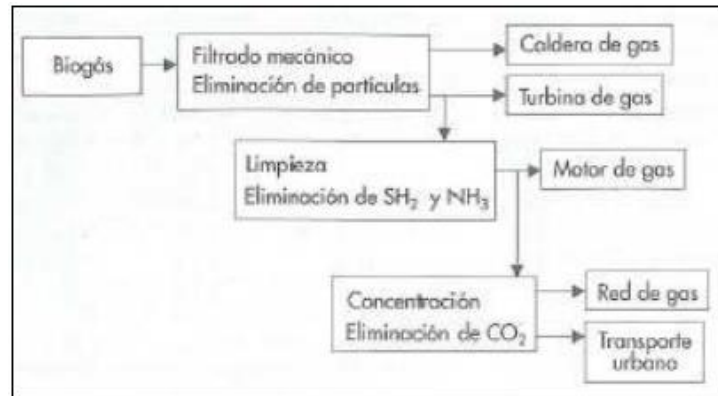 Biogás
Filtrado mecánico
Eliminación de partículas
Caldera de gas
Turbina de gas
Limpieza
Eliminación de SH₂ y NH₃
Motor de gas
Concentración
Eliminación de CO₂
Red de gas
Transporte
urbano